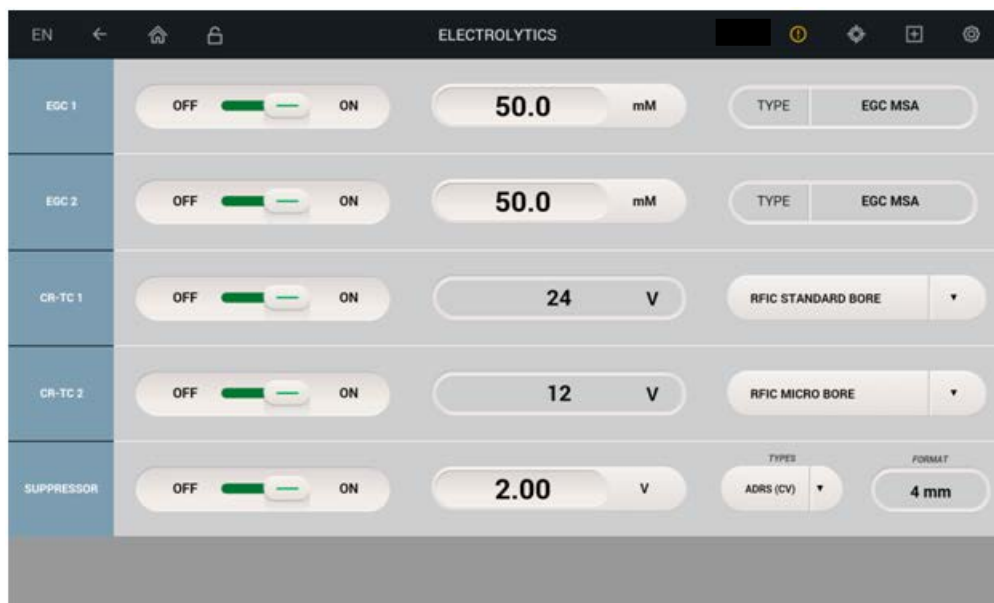 EN ELECTROLYTICS
EGC 1 OFF ON 50.0 mM TYPE EGC MSA
EGC 2 OFF ON 50.0 mM TYPE EGC MSA
CR-TC 1 OFF ON 24 V RFIC STANDARD BORE
CR-TC 2 OFF ON 12 V RFIC MICRO BORE
TYPES FORMAT
SUPPRESSOR OFF ON 2.00 V ADRS (CV) 4 mm